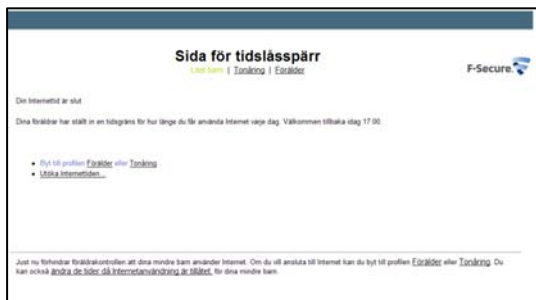 Sida för tidslåsspärr
Litet barn | Tonåring | Förälder
F-Secure.
Din Internettid är slut
Dina föräldrar har ställt in en tidsgräns för hur länge du får använda Internet varje dag. Välkommen tillbaka idag 17:00.
Byt till profilen Förälder eller Tonåring
Utöka Internettiden...
Just nu förhindrar föräldrakontrollen att dina mindre barn använder Internet. Om du vill ansluta till Internet kan du byt till profilen Förälder eller Tonåring. Du
kan också ändra de tider då Internetanvändning är tillåtet, för dina mindre barn.